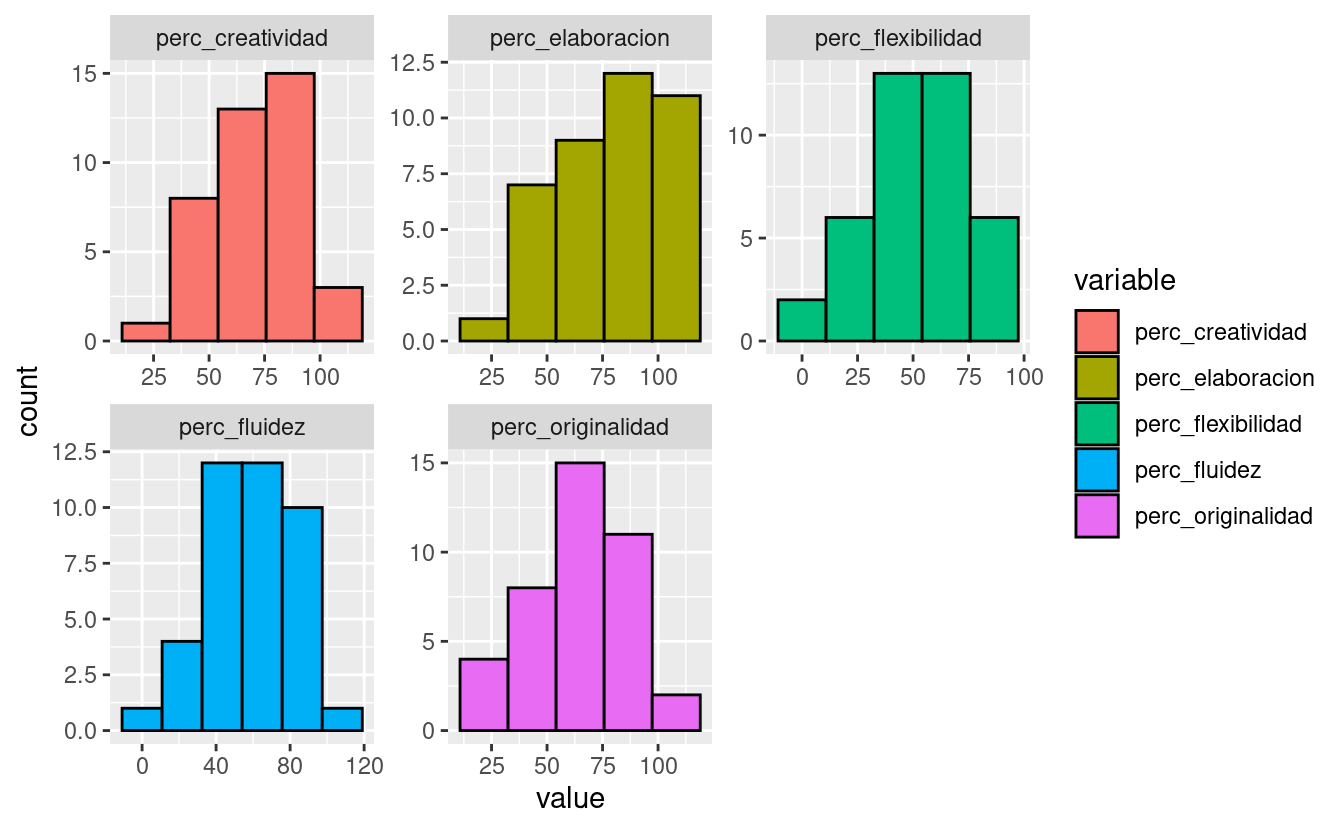 perc_creatividad
perc_elaboracion
perc_flexibilidad
15
10
5
0
12.5
10.0
7.5
5.0
2.5
0.0
10
5
0
25 50 75 100
25 50 75 100
0 25 50 75 100
count
perc_fluidez
perc_originalidad
12.5
10.0
7.5
5.0
2.5
0.0
15
10
5
0
0 40 80 120
25 50 75 100
value
variable
perc_creatividad
perc_elaboracion
perc_flexibilidad
perc_fluidez
perc_originalidad